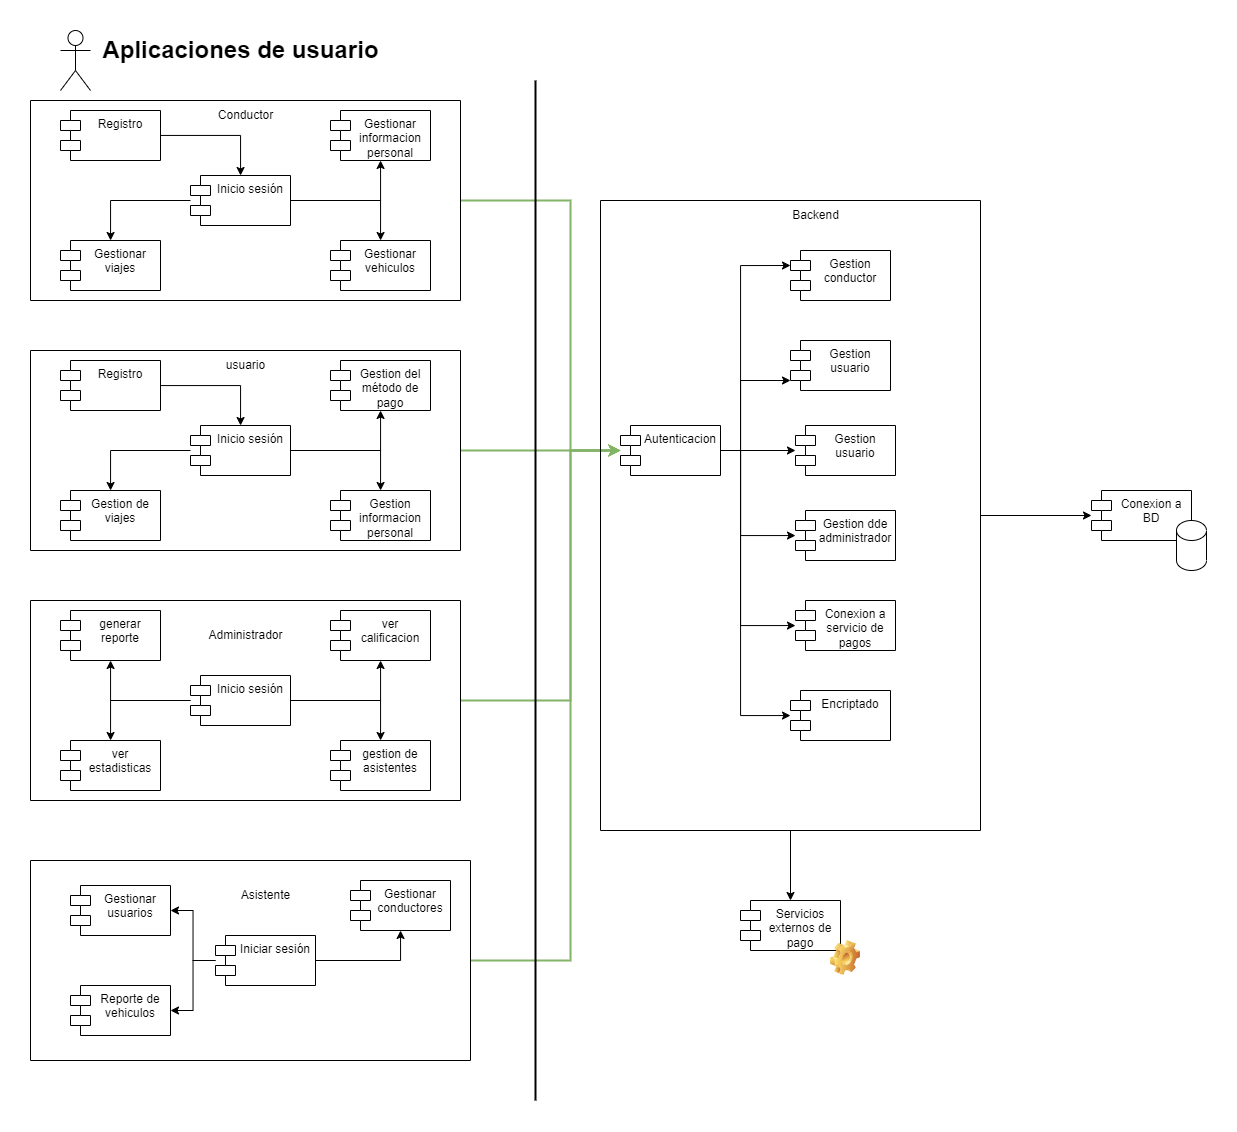 Aplicaciones de usuario
Conductor
Registro
Gestionar
informacion
personal
Inicio sesión
Gestionar
viajes
Gestionar
vehiculos
usuario
Registro
Gestion del
método de
pago
Inicio sesión
Gestion de
viajes
Gestion
informacion
personal
Administrador
generar
reporte
ver
calificacion
Inicio sesión
ver
estadisticas
gestion de
asistentes
Asistente
Gestionar
usuarios
Gestionar
conductores
Iniciar sesión
Reporte de
vehiculos
Backend
Gestion
conductor
Gestion
usuario
Autenticacion
Gestion
usuario
Gestion dde
administrador
Conexion a
servicio de
pagos
Encriptado
Conexion a
BD
Servicios
externos de
pago